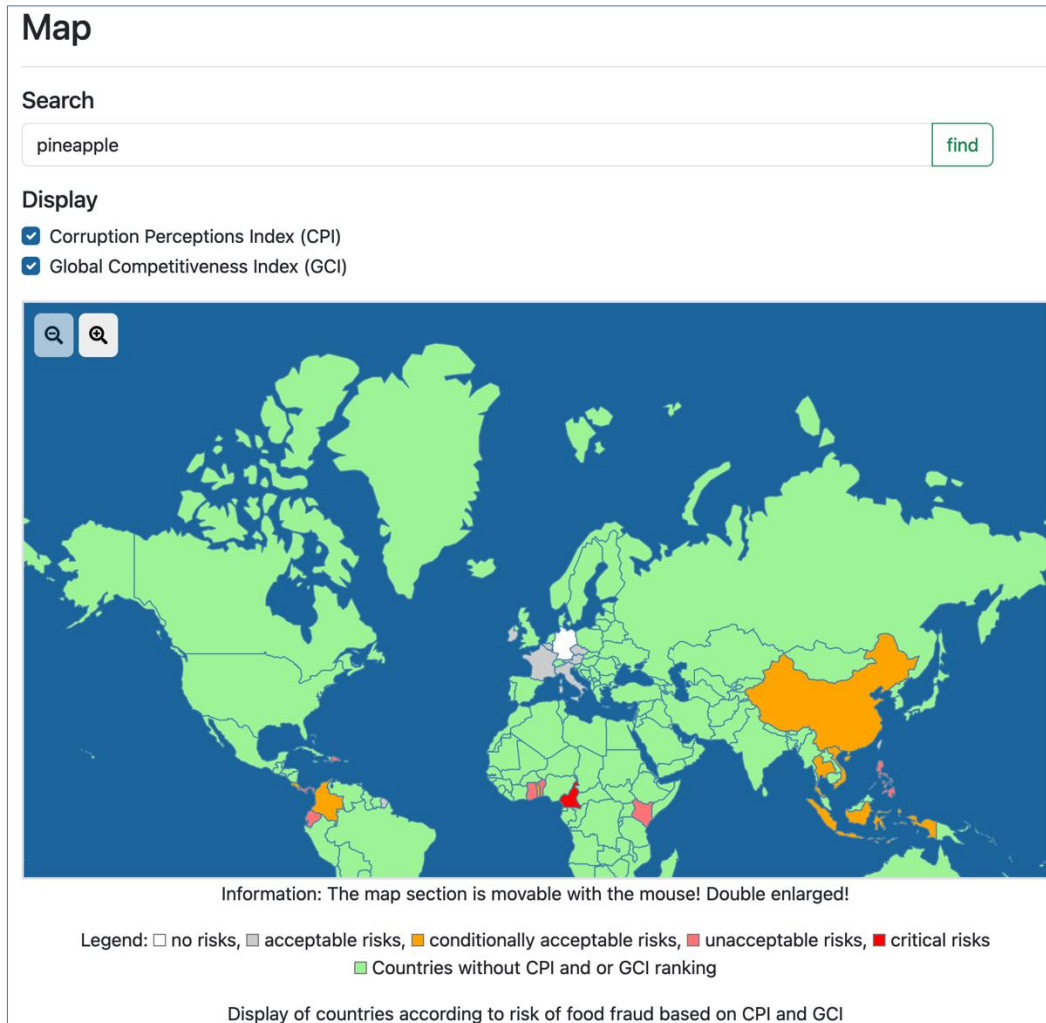 Map
Search
pineapple
find
Display
Corruption Perceptions Index (CPI)
Global Competitiveness Index (GCI)
Information: The map section is movable with the mouse! Double enlarged!
Legend: no risks, acceptable risks, conditionally acceptable risks, unacceptable risks, critical risks
Countries without CPI and or GCI ranking
Display of countries according to risk of food fraud based on CPI and GCI